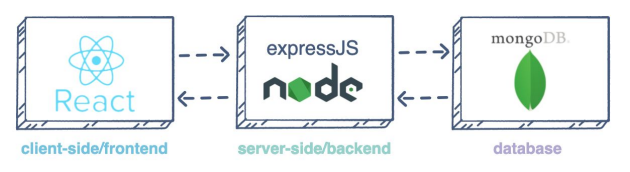 React
client-side/frontend
expressJS
node
server-side/backend
mongoDB.
database